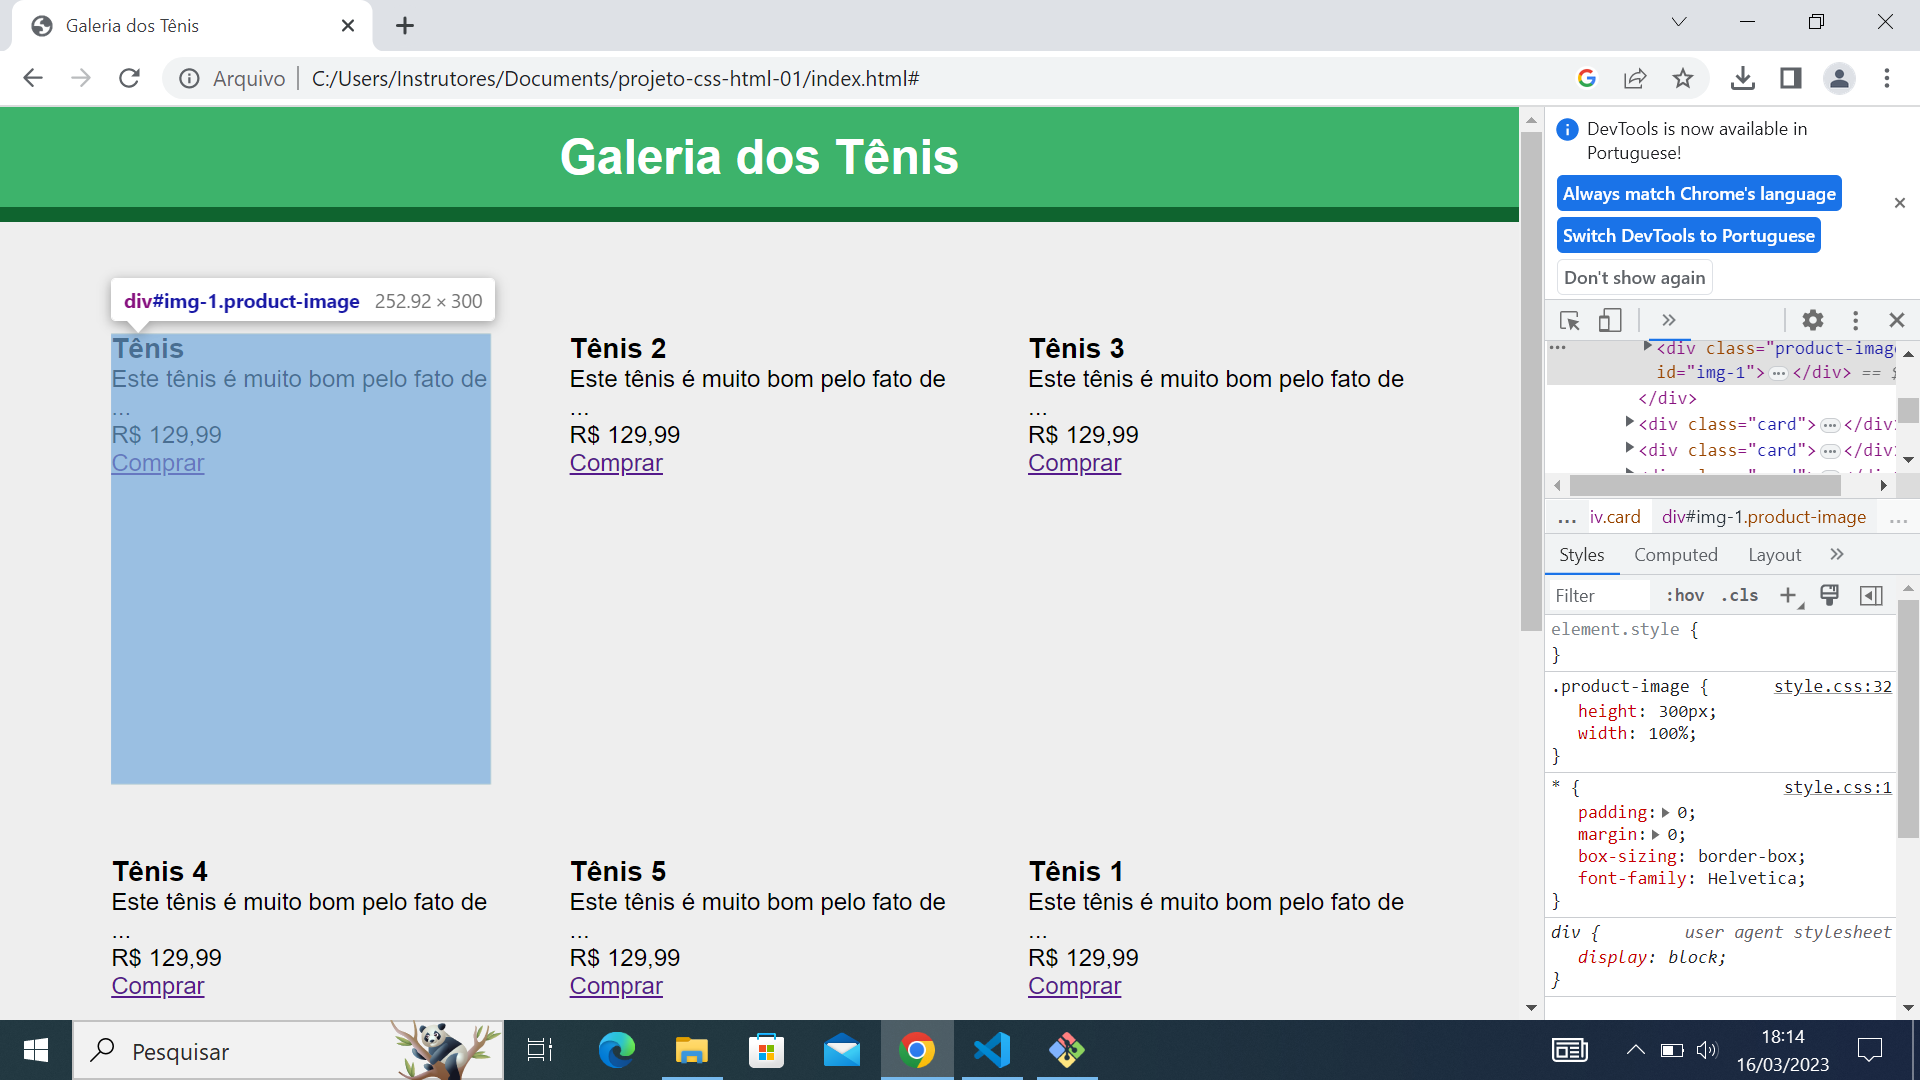 Galeria dos Tênis
Arquivo
C:/Users/Instrutores/Documents/projeto-css-html-01/index.html#
Galeria dos Tênis
div#img-1.product-image 252.92 × 300
Tênis
Este tênis é muito bom pelo fato de
...
R$ 129,99
Comprar
Tênis 2
Este tênis é muito bom pelo fato de
...
R$ 129,99
Comprar
Tênis 3
Este tênis é muito bom pelo fato de
...
R$ 129,99
Comprar
Tênis 4
Este tênis é muito bom pelo fato de
...
R$ 129,99
Comprar
Tênis 5
Este tênis é muito bom pelo fato de
...
R$ 129,99
Comprar
Tênis 1
Este tênis é muito bom pelo fato de
...
R$ 129,99
Comprar
DevTools is now available in
Portuguese!
Always match Chrome's language
Switch DevTools to Portuguese
Don't show again
<div class="product-imag
id="img-1">…</div> ==
</div>
<div class="card">…</div
<div class="card">…</div
... iv.card div#img-1.product-image ...
Styles Computed Layout
Filter :hov .cls
element.style {
}
.product-image { style.css:32
height: 300px;
width: 100%;
}
* { style.css:1
padding: 0;
margin: 0;
box-sizing: border-box;
font-family: Helvetica;
}
div { user agent stylesheet
display: block;
}
Pesquisar
18:14
16/03/2023